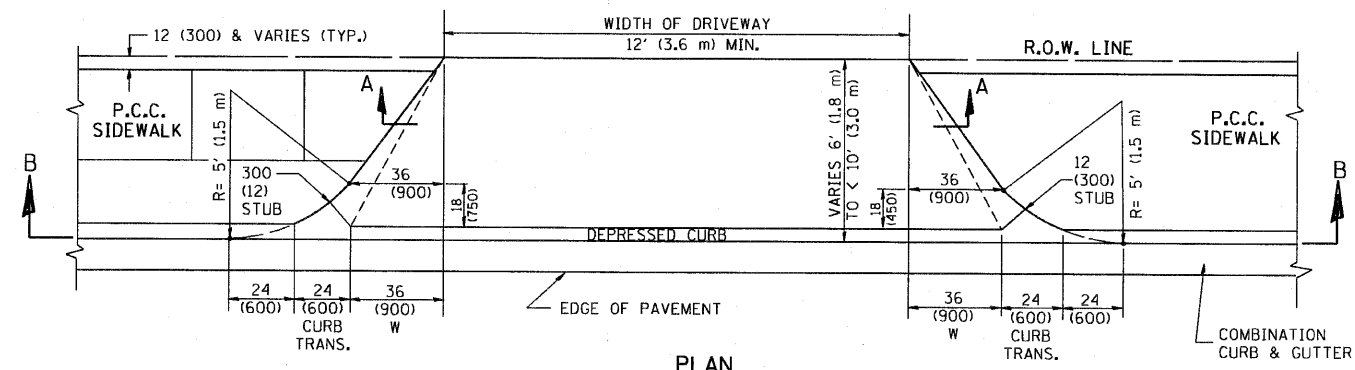 WIDTH OF DRIVEWAY
12' (3.6 m) MIN.
12 (300) & VARIES (TYP.)
R.O.W. LINE
A
A
P.C.C.
SIDEWALK
P.C.C.
SIDEWALK
R= 5' (1.5 m)
R= 5' (1.5 m)
VARIES 6' (1.8 m)
TO < 10' (3.0 m)
B
B
300
(12)
STUB
36
(900)
18
(750)
36
(900)
18
(450)
12
(300)
STUB
DEPRESSED CURB
24
(600)
24
(600)
CURB
TRANS.
36
(900)
W
EDGE OF PAVEMENT
36
(900)
W
24
(600)
CURB
TRANS.
24
(600)
COMBINATION
CURB & GUTTER
PLAN